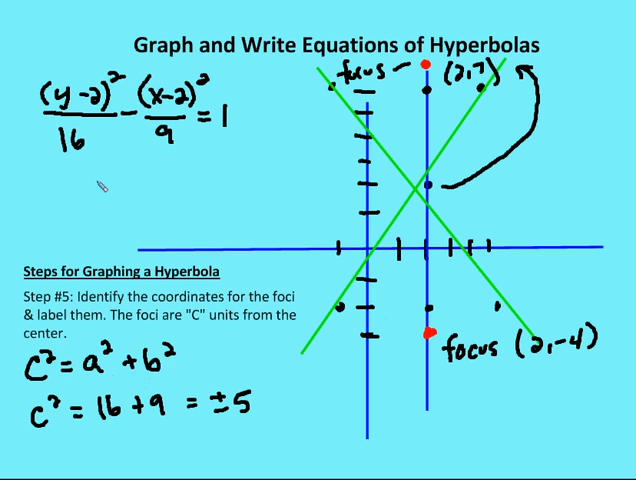 Graph and Write Equations of Hyperbolas
focus – (2,7)
(y-2)²/16 - (x-2)²/9 = 1
Steps for Graphing a Hyperbola
Step #5: Identify the coordinates for the foci
& label them. The foci are "C" units from the
center.
focus (2,-4)
c² = a² + b²
c² = 16 + 9 = ±5